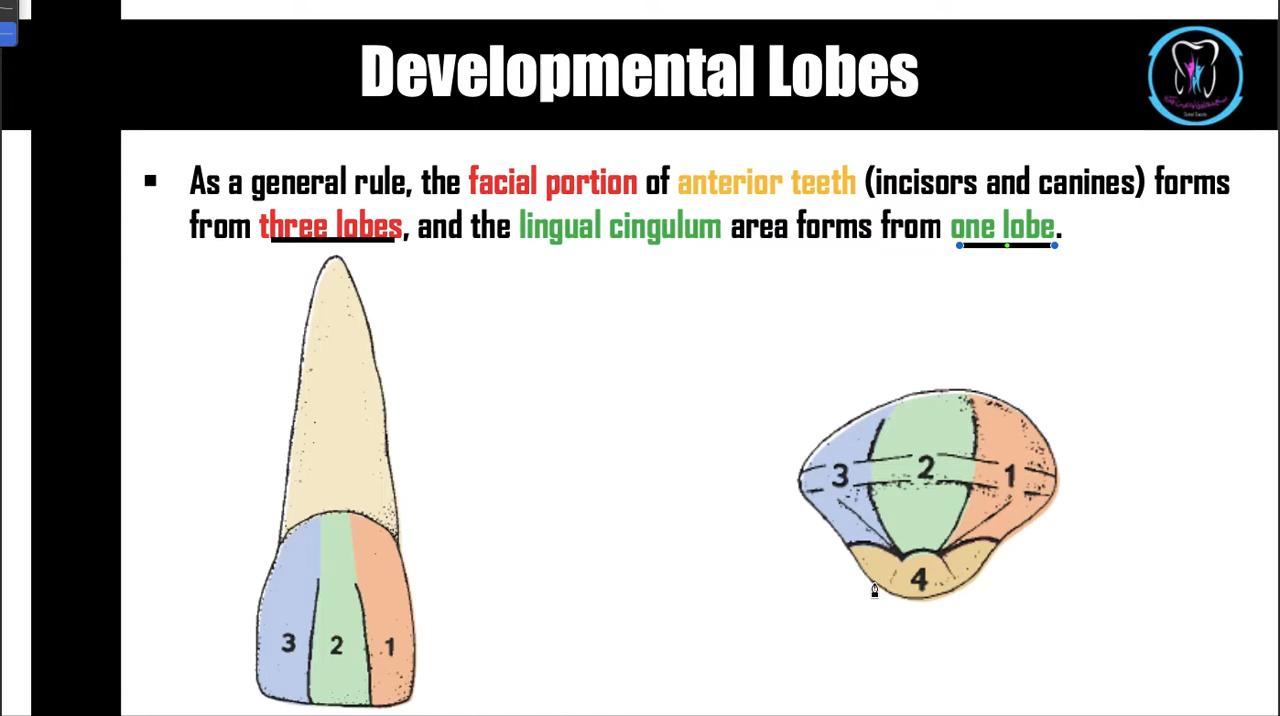 Developmental Lobes
▪ As a general rule, the facial portion of anterior teeth (incisors and canines) forms
from three lobes, and the lingual cingulum area forms from one lobe.
3 2 1
3 2 1
4